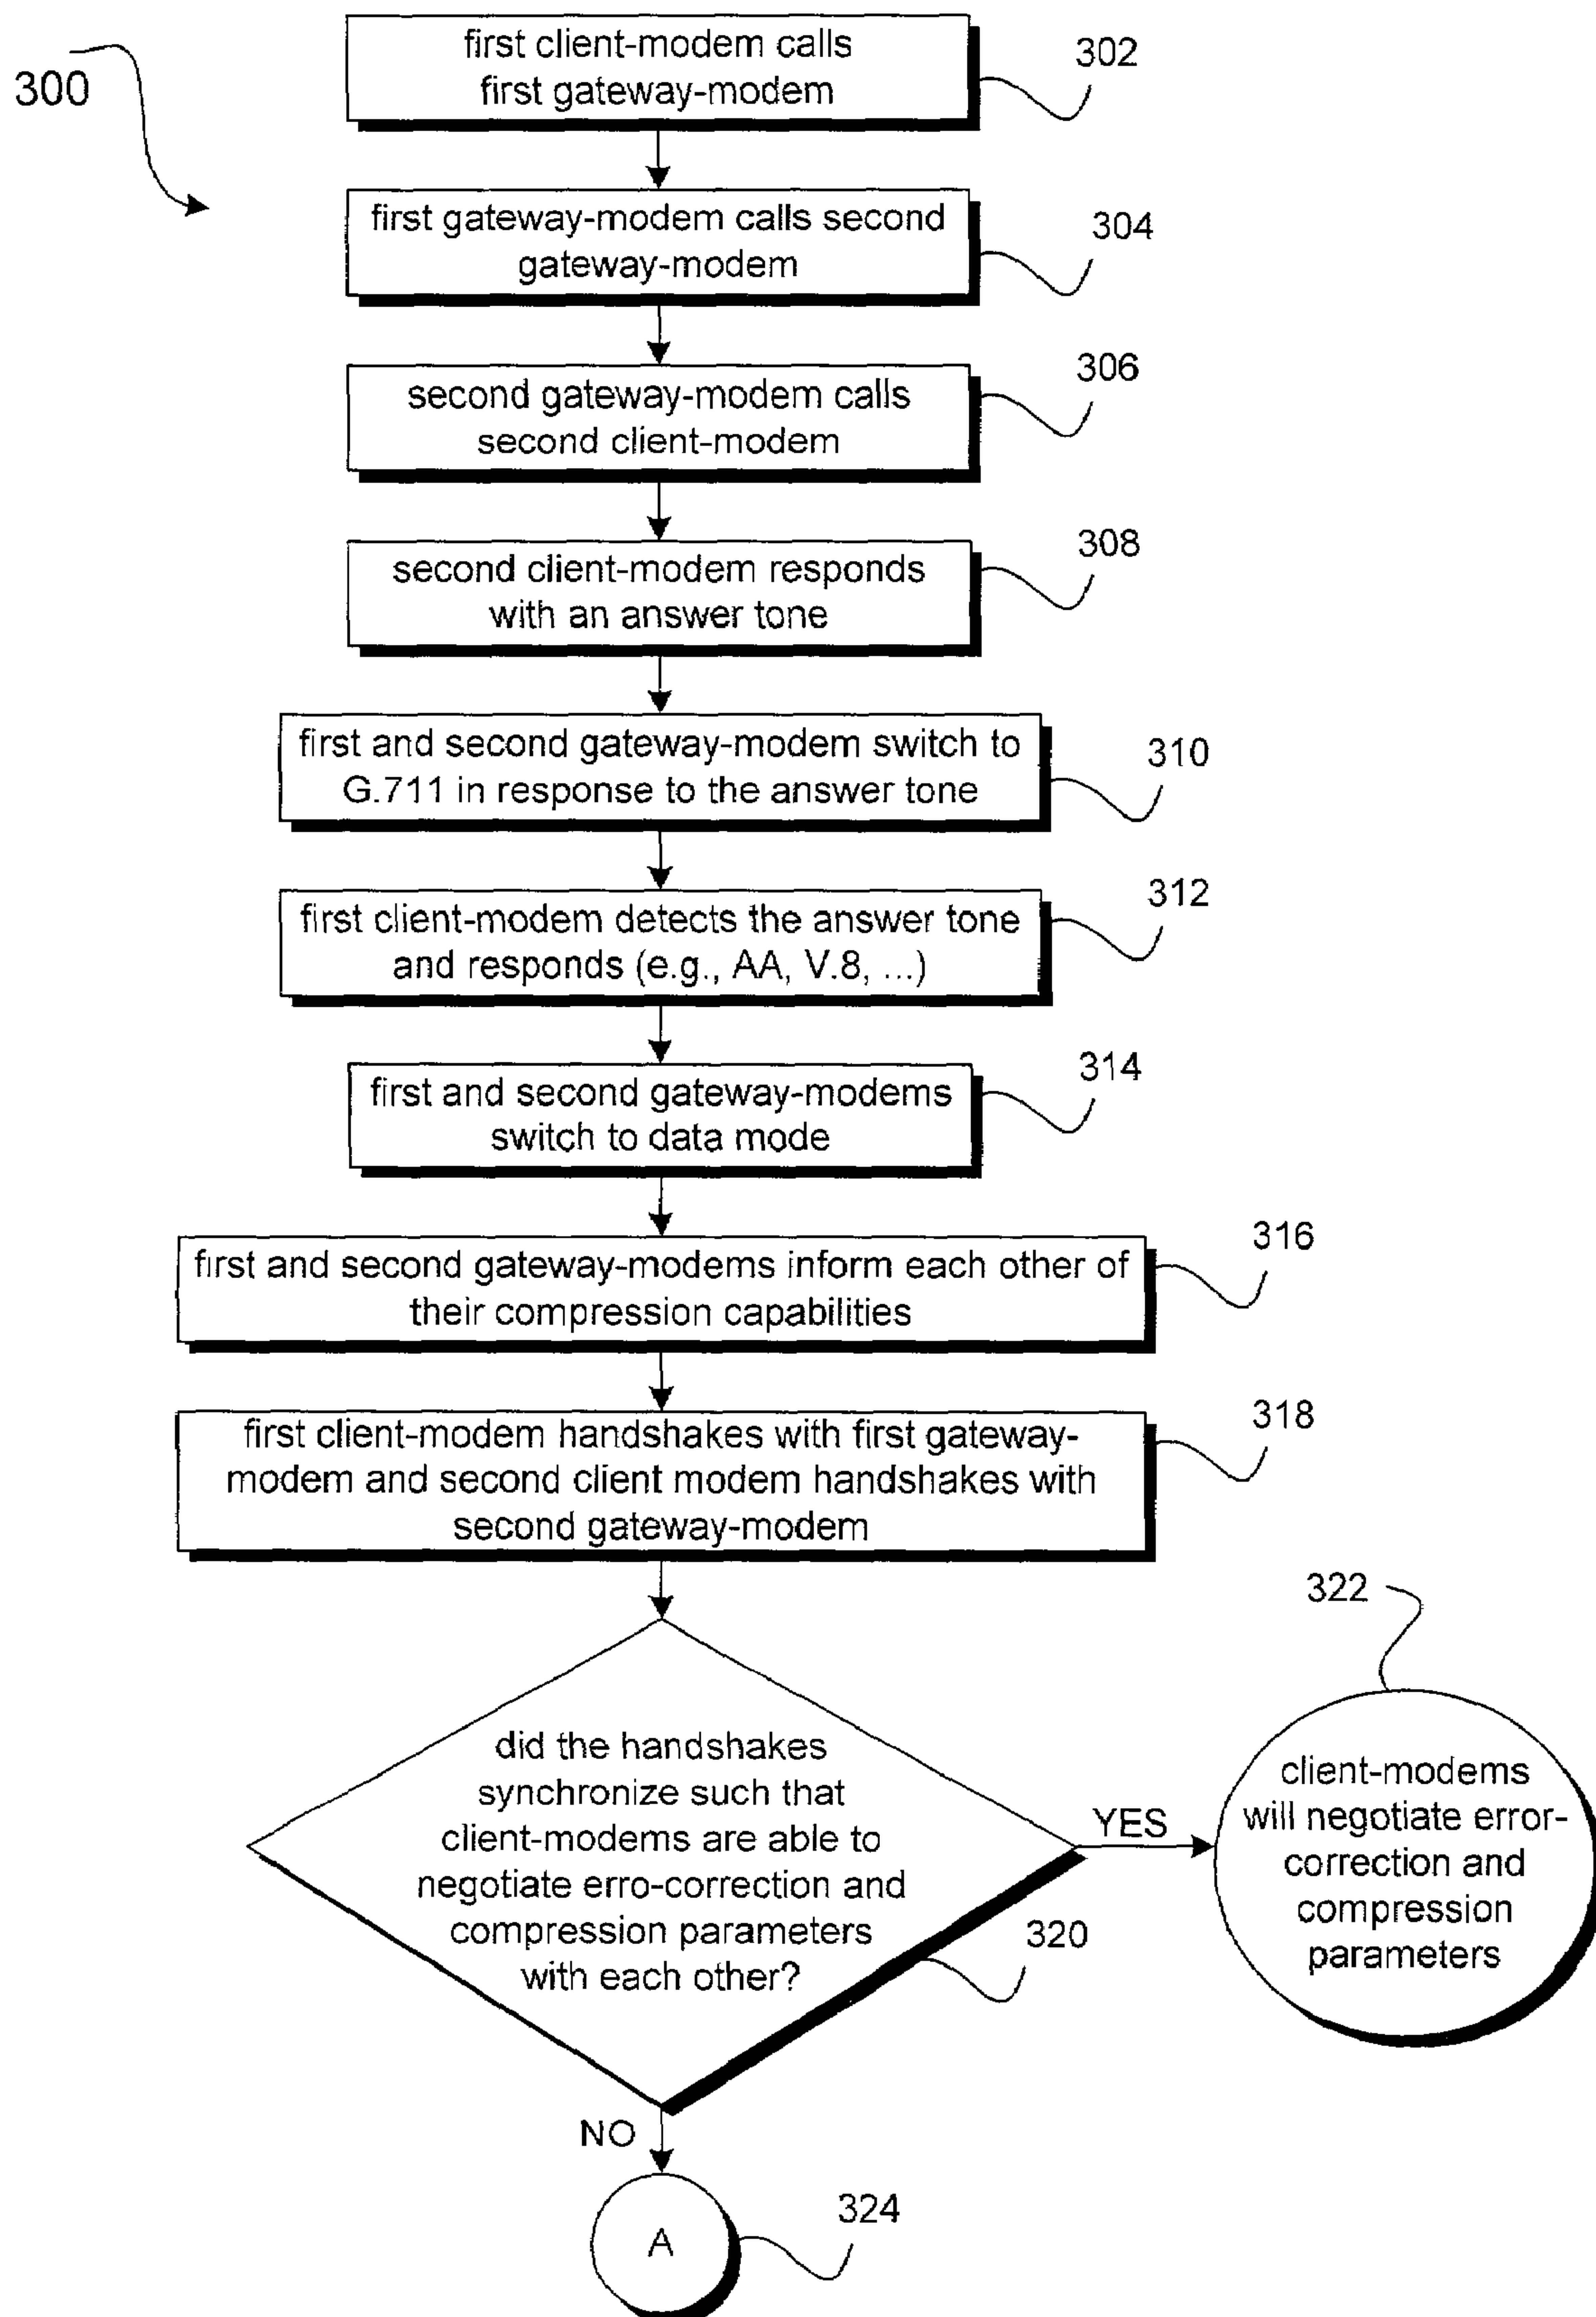 300
first client-modem calls
first gateway-modem
302
first gateway-modem calls second
gateway-modem
304
second gateway-modem calls
second client-modem
306
second client-modem responds
with an answer tone
308
first and second gateway-modem switch to
G.711 in response to the answer tone
310
first client-modem detects the answer tone
and responds (e.g., AA, V.8, ...)
312
first and second gateway-modems
switch to data mode
314
first and second gateway-modems inform each other of
their compression capabilities
316
first client-modem handshakes with first gateway-
modem and second client modem handshakes with
second gateway-modem
318
did the handshakes
synchronize such that
client-modems are able to
negotiate erro-correction and
compression parameters
with each other?
320
YES
322
client-modems
will negotiate error-
correction and
compression
parameters
NO
A
324